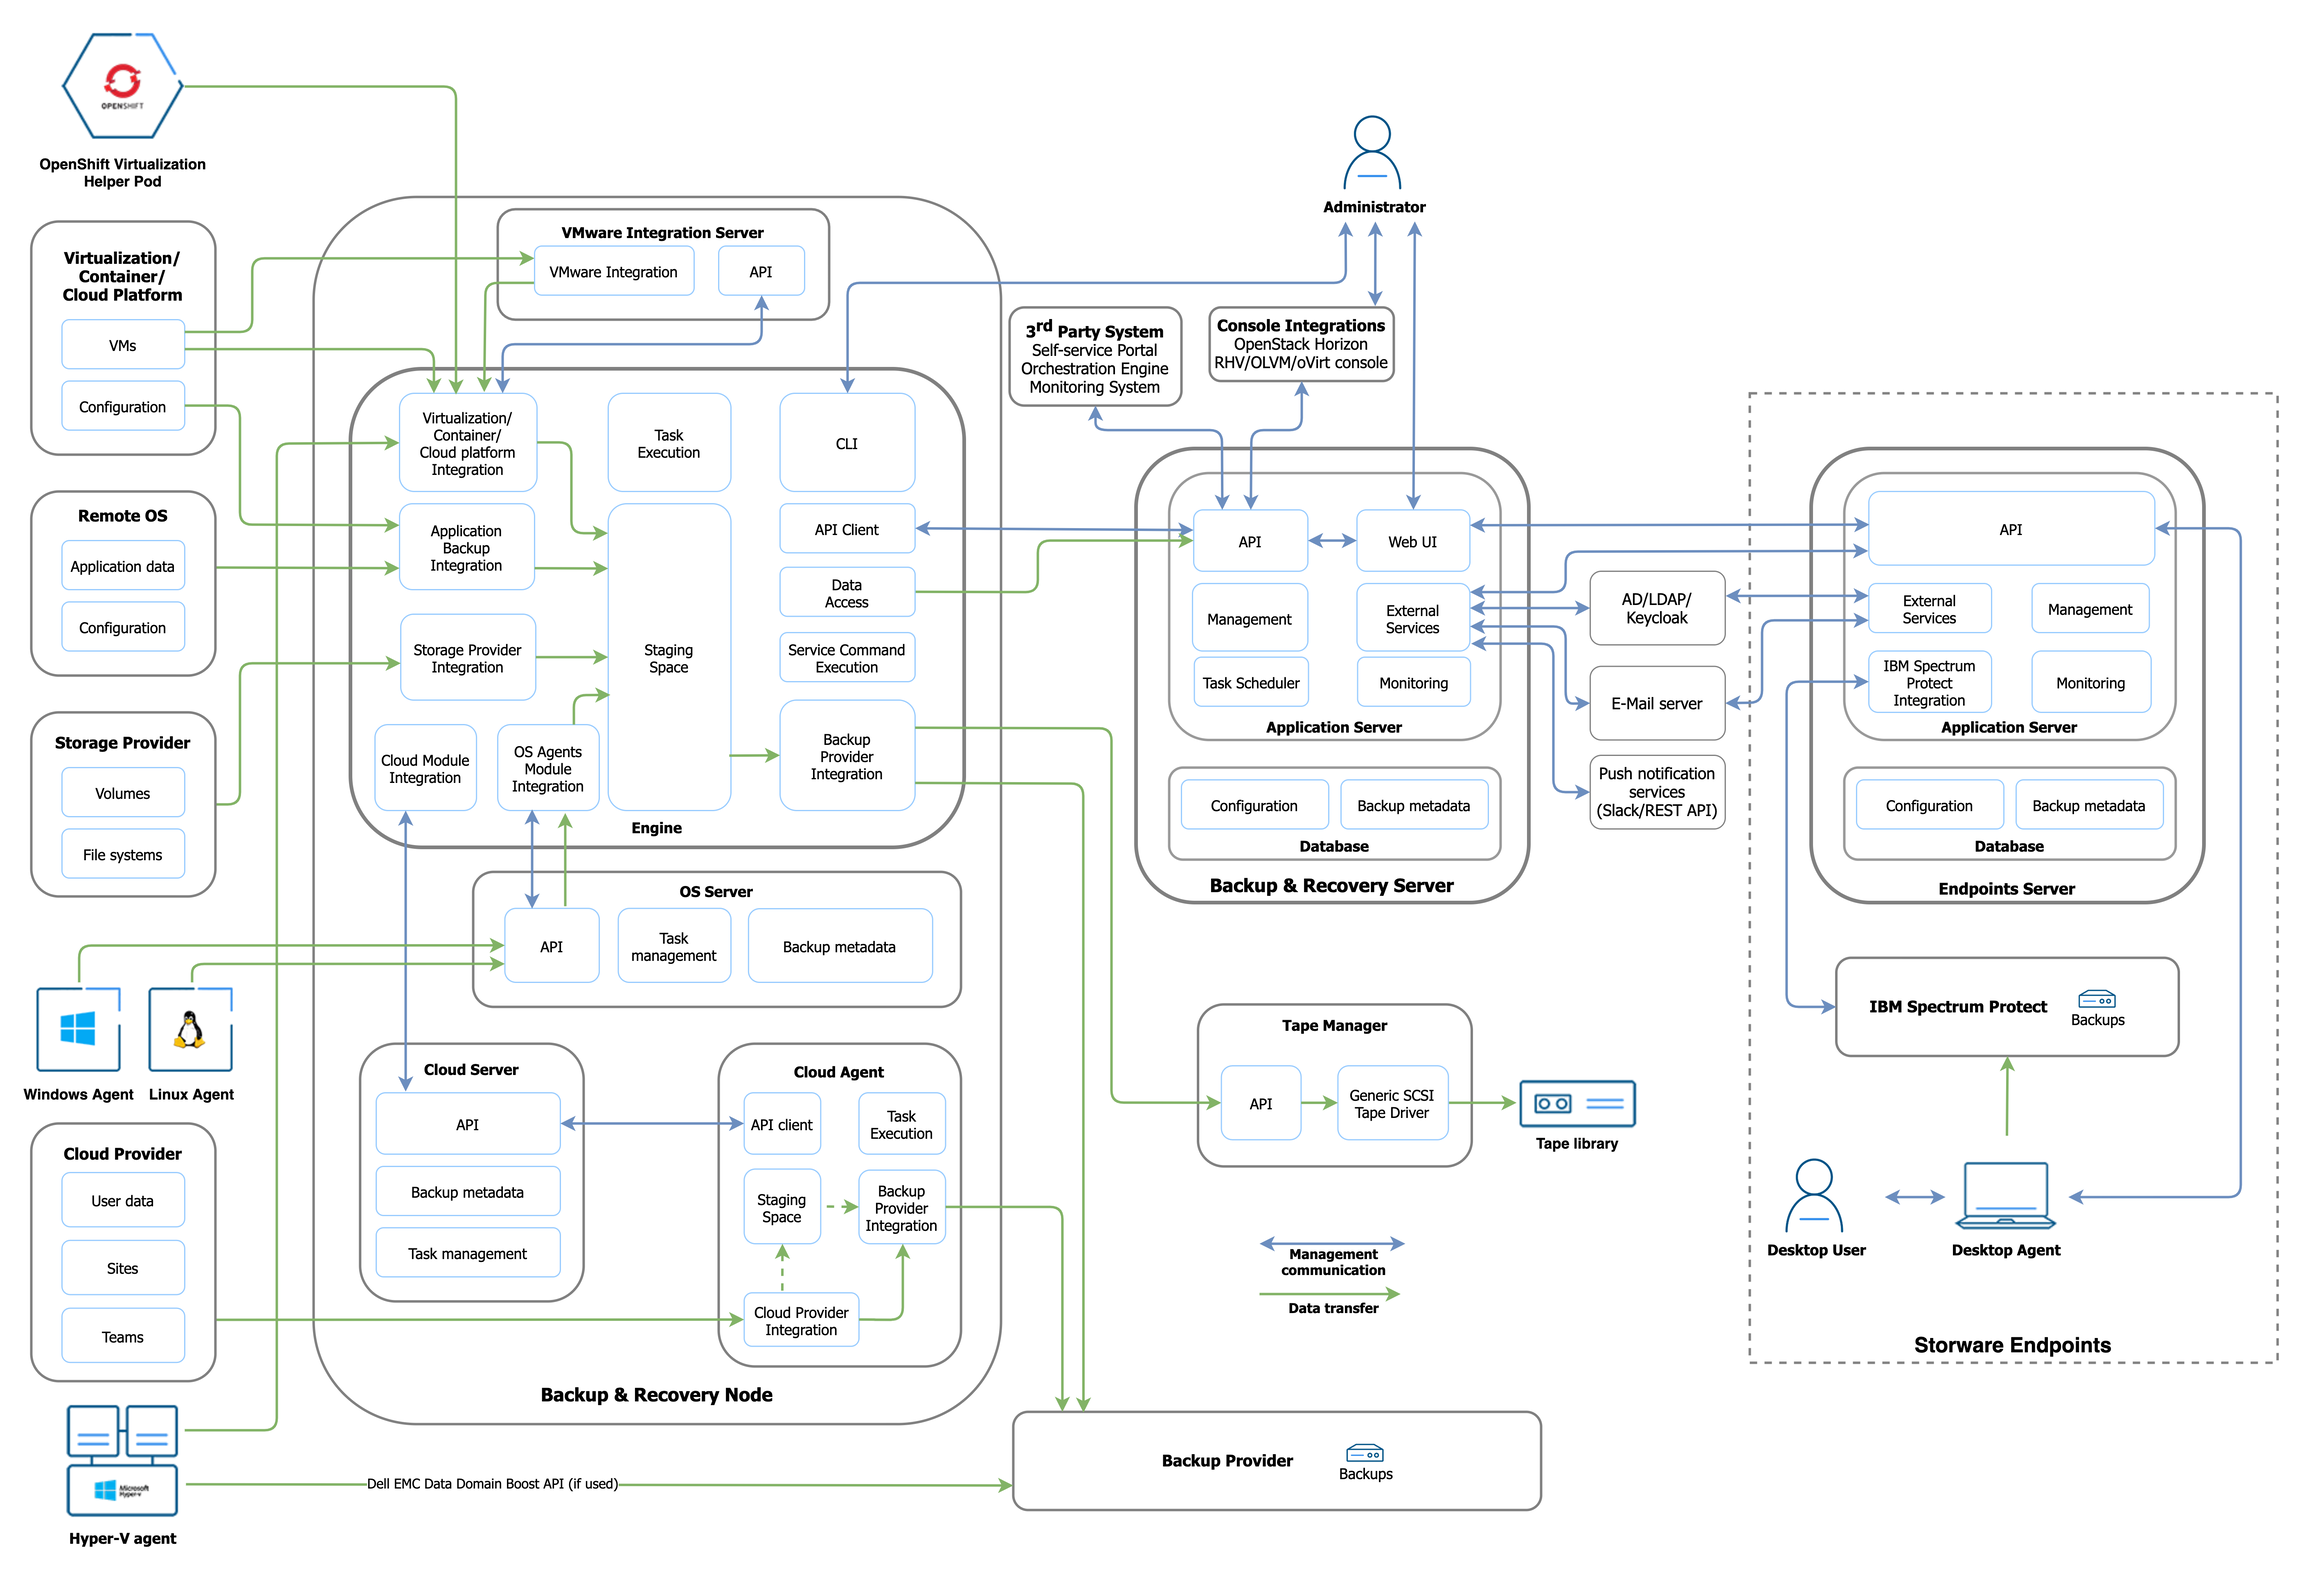 OPENSHIFT
OpenShift Virtualization
Helper Pod
Virtualization/
Container/
Cloud Platform
VMs
Configuration
Remote OS
Application data
Configuration
Storage Provider
Volumes
File systems
Windows Agent
Linux Agent
Cloud Provider
User data
Sites
Teams
Microsoft
Hyper-v
Hyper-V agent
Dell EMC Data Domain Boost API (if used)
VMware Integration Server
VMware Integration
API
Virtualization/
Container/
Cloud platform
Integration
Task
Execution
CLI
Application
Backup
Integration
API Client
Data
Access
Storage Provider
Integration
Staging
Space
Service Command
Execution
Cloud Module
Integration
OS Agents
Module
Integration
Backup
Provider
Integration
Engine
OS Server
API
Task
management
Backup metadata
Cloud Server
API
Backup metadata
Task management
Cloud Agent
API client
Task
Execution
Staging
Space
Backup
Provider
Integration
Cloud Provider
Integration
Backup & Recovery Node
Administrator
3rd Party System
Self-service Portal
Orchestration Engine
Monitoring System
Console Integrations
OpenStack Horizon
RHV/OLVM/oVirt console
API
Web UI
Management
External
Services
Task Scheduler
Monitoring
Application Server
Configuration
Backup metadata
Database
Backup & Recovery Server
AD/LDAP/
Keycloak
E-Mail server
Push notification
services
(Slack/REST API)
Tape Manager
API
Generic SCSI
Tape Driver
Tape library
Management
communication
Data transfer
Backup Provider
Backups
API
External
Services
Management
IBM Spectrum
Protect
Integration
Monitoring
Application Server
Configuration
Backup metadata
Database
Endpoints Server
IBM Spectrum Protect
Backups
Desktop User
Desktop Agent
Storware Endpoints